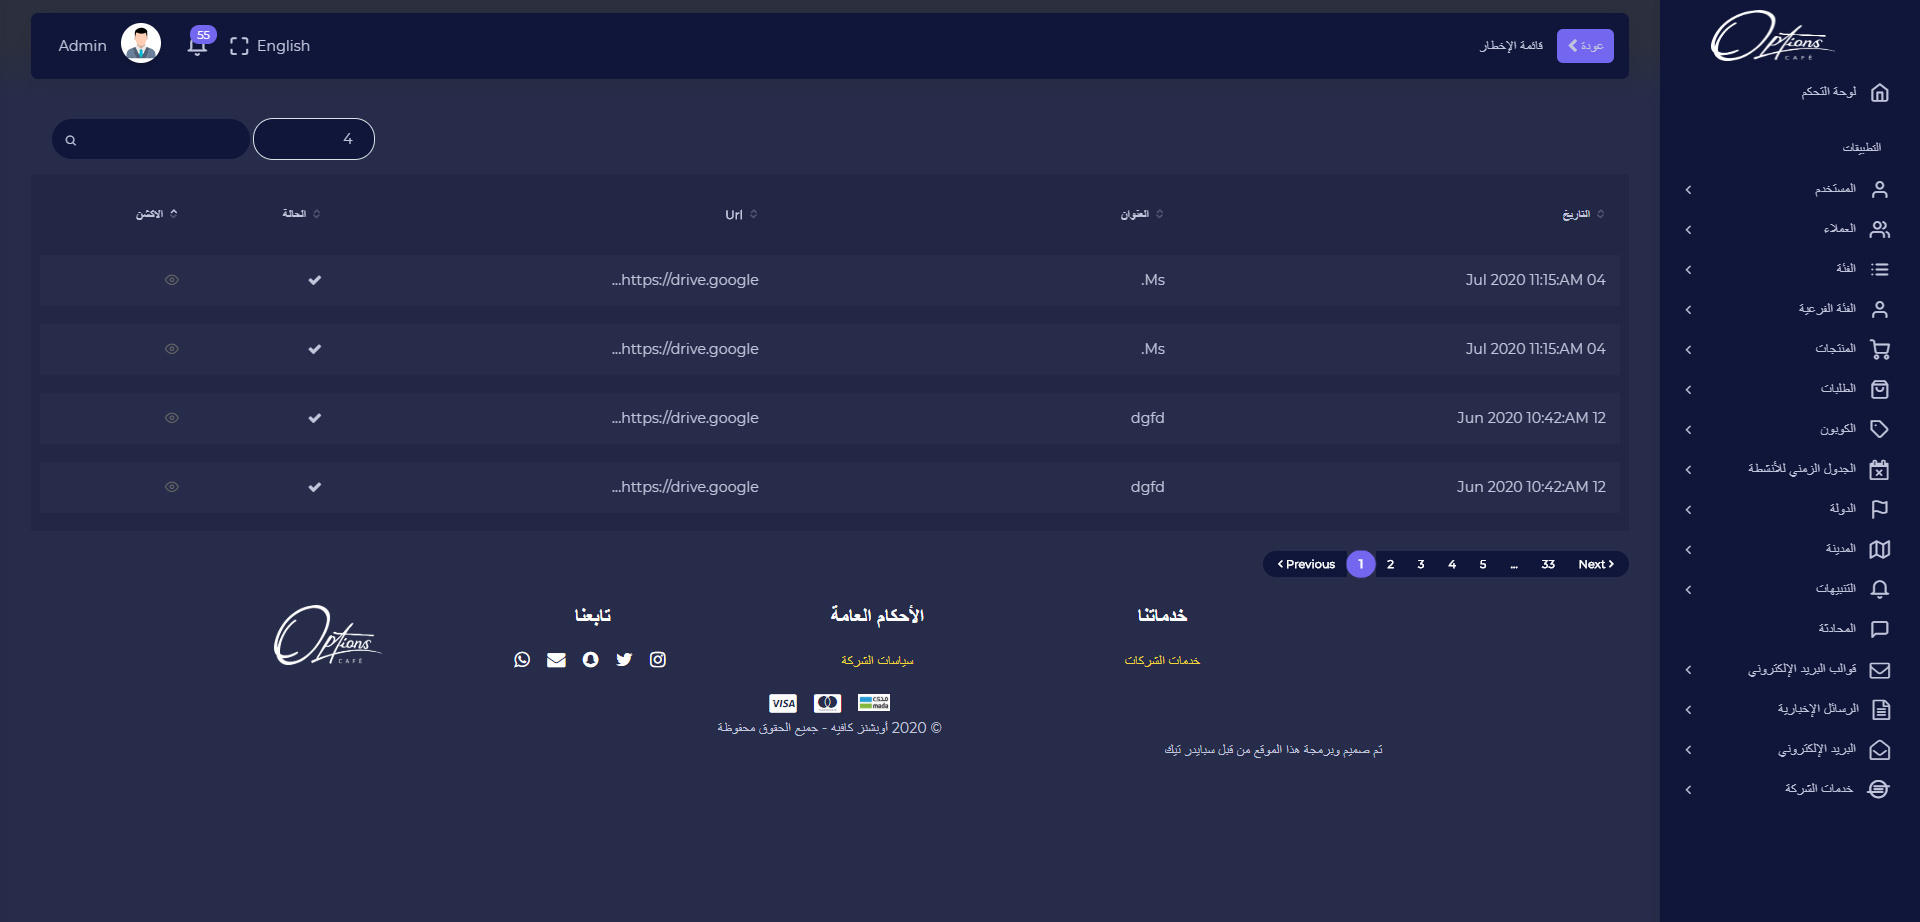 Options
CAFÉ
لوحة التحكم
التطبيقات
المستخدم
العملاء
الفئة
الفئة الفرعية
المنتجات
الطلبات
الكوبون
الجدول الزمني للأنشطة
الدولة
المدينة
التنبيهات
المحادثة
قوالب البريد الإلكتروني
الرسائل الإخبارية
البريد الإلكتروني
خدمات الشركة
عودة
قائمة الإخطار
English
55
Admin
4
التاريخ العنوان Url الحالة الاكشن
Jul 2020 11:15:AM 04 .Ms ...https://drive.google
Jul 2020 11:15:AM 04 .Ms ...https://drive.google
Jun 2020 10:42:AM 12 dgfd ...https://drive.google
Jun 2020 10:42:AM 12 dgfd ...https://drive.google
Previous 1 2 3 4 5 ... 33 Next
خدماتنا
خدمات الشركات
الأحكام العامة
سياسات الشركة
تابعنا
Options
CAFÉ
VISA
مدى
mada
© 2020 أوبشنز كافيه - جميع الحقوق محفوظة
تم صميم وبرمجة هذا الموقع من قبل سبايدر تيك